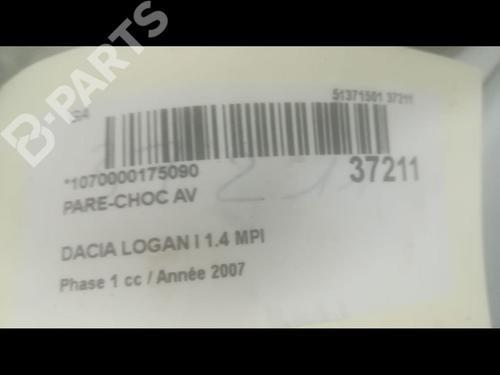 B-PARTS
51371501 37211
*1070000175090
37211
PARE-CHOC AV
DACIA LOGAN I 1.4 MPI
Phase 1 cc / Année 2007